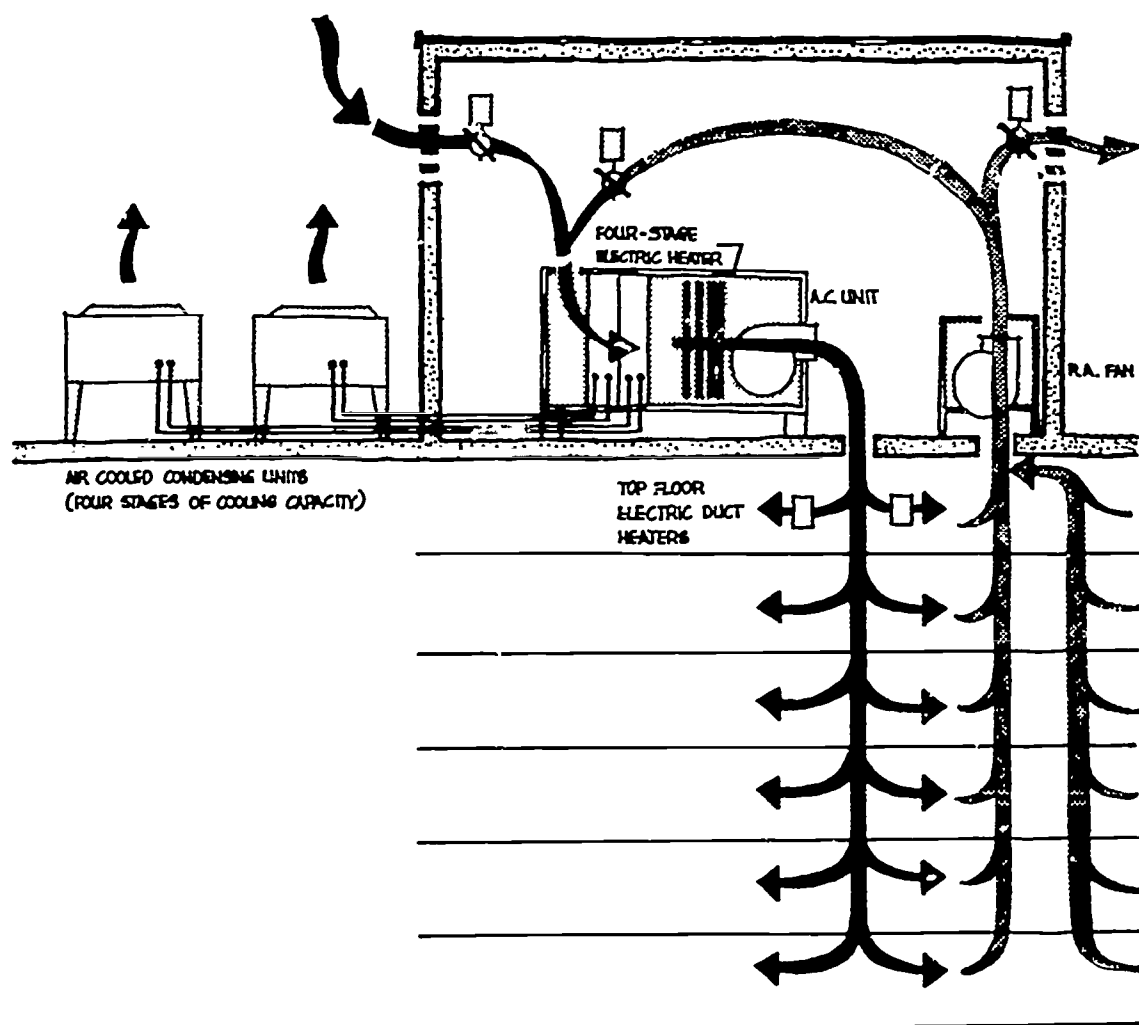 FOUR-STAGE
ELECTRIC HEATER
A.C. UNIT
R.A. FAN
AIR COOLED CONDENSING UNITS
(FOUR STAGES OF COOLING CAPACITY)
TOP FLOOR
ELECTRIC DUCT
HEATERS